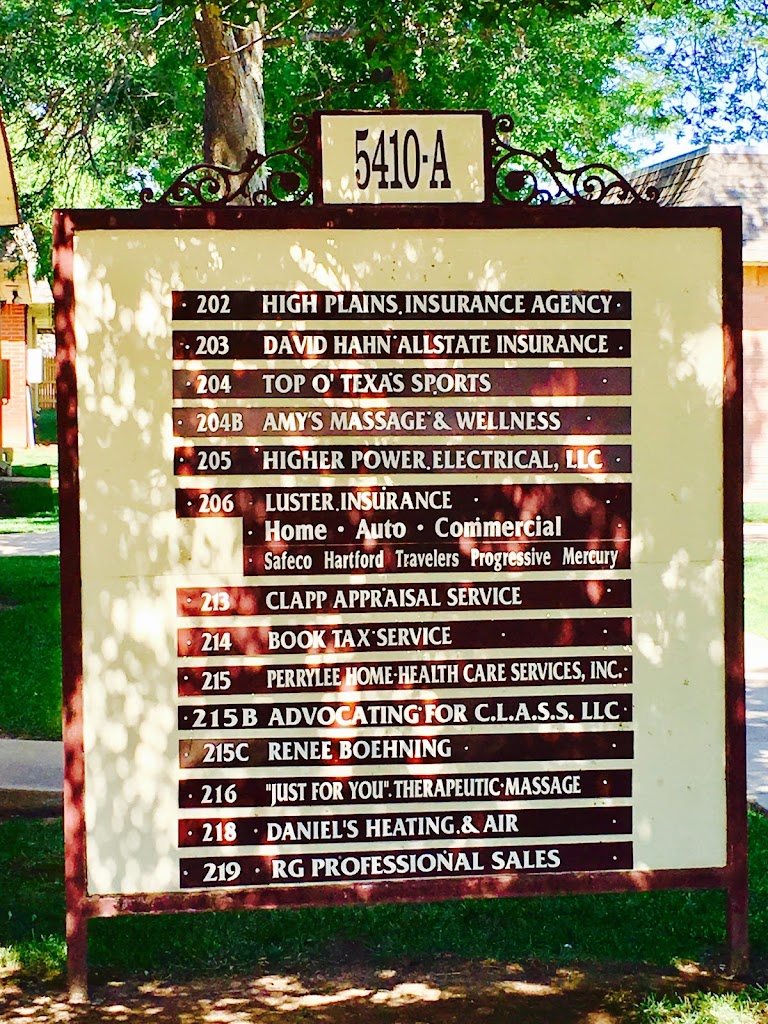 5410-A
202 HIGH PLAINS INSURANCE AGENCY
203 DAVID HAHN ALLSTATE INSURANCE
204 TOP O' TEXAS SPORTS
204B AMY'S MASSAGE & WELLNESS
205 HIGHER POWER ELECTRICAL, LLC
206 LUSTER INSURANCE
Home • Auto • Commercial
Safeco Hartford Travelers Progressive Mercury
213 CLAPP APPRAISAL SERVICE
214 BOOK TAX SERVICE
215 PERRYLEE HOME HEALTH CARE SERVICES, INC.
215B ADVOCATING FOR C.L.A.S.S. LLC
215C RENEE BOEHNING
216 "JUST FOR YOU" THERAPEUTIC MASSAGE
218 DANIEL'S HEATING & AIR
219 RG PROFESSIONAL SALES